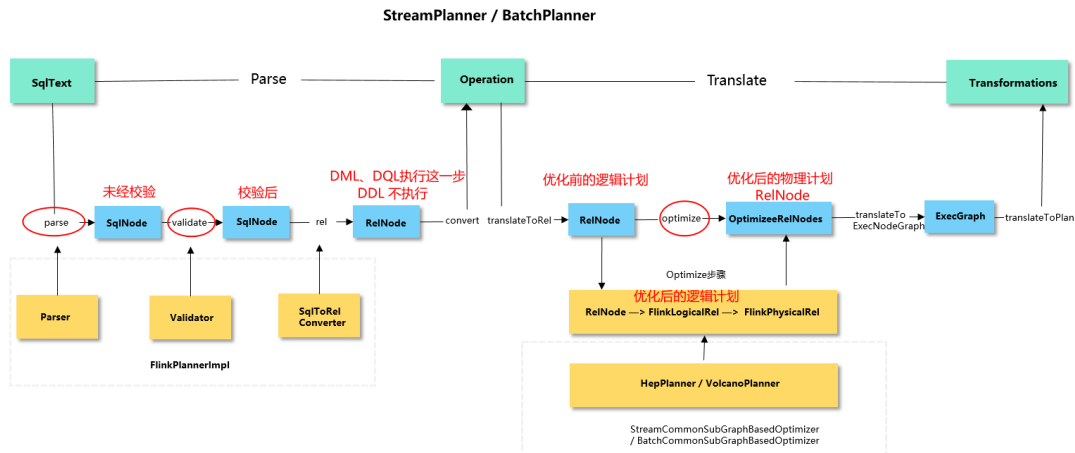 StreamPlanner / BatchPlanner
SqlText
Parse
Operation
Translate
Transformations
未经校验
校验后
DML、DQL执行这一步
DDL 不执行
优化前的逻辑计划
优化后的物理计划
RelNode
parse
SqlNode
validate
SqlNode
rel
RelNode
convert
translateToRel
RelNode
optimize
OptimizeeRelNodes
translateTo
ExecNodeGraph
ExecGraph
translateToPlan
Optimize步骤
优化后的逻辑计划
RelNode —> FlinkLogicalRel —> FlinkPhysicalRel
Parser
Validator
SqlToRel
Converter
FlinkPlannerImpl
HepPlanner / VolcanoPlanner
StreamCommonSubGraphBasedOptimizer
/ BatchCommonSubGraphBasedOptimizer